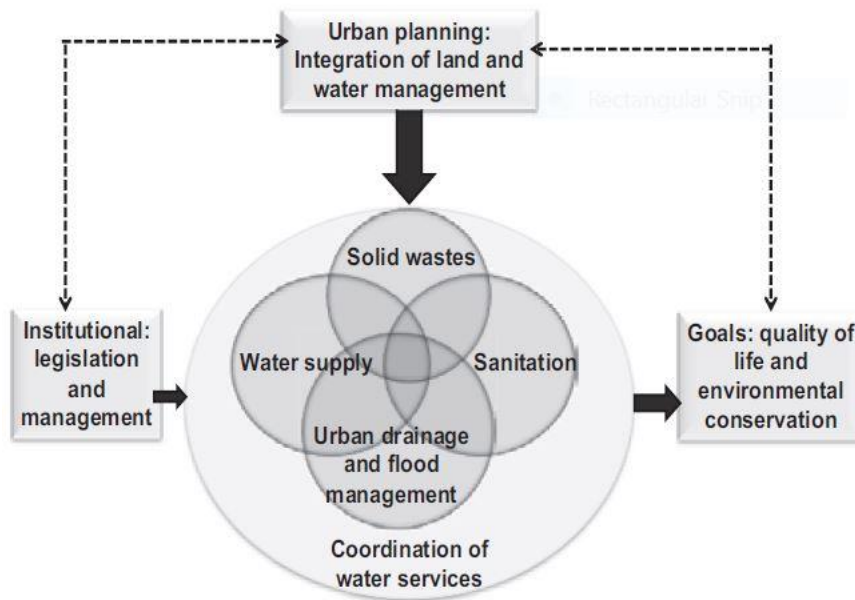 Urban planning:
Integration of land and
water management
Rectangular Snip
Solid wastes
Institutional:
legislation
and
management
Water supply
Sanitation
Goals: quality of
life and
environmental
conservation
Urban drainage
and flood
management
Coordination of
water services